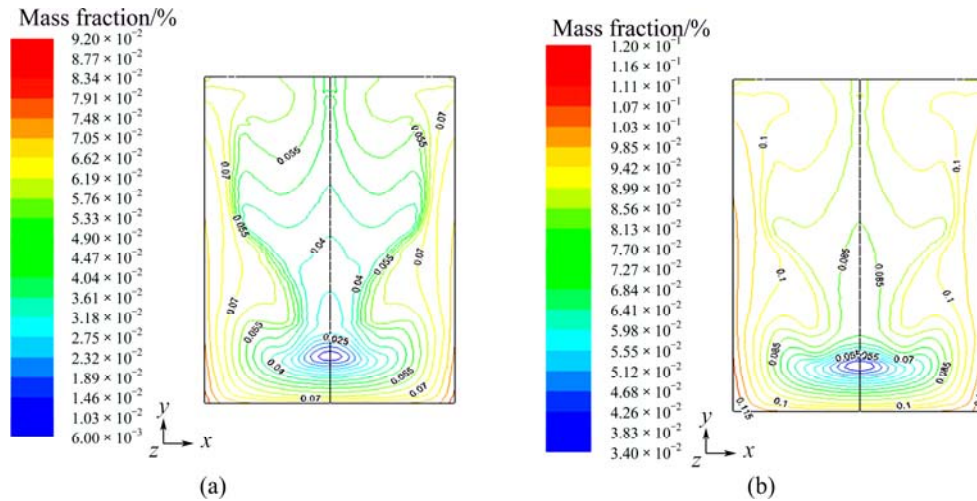 Mass fraction/%
9.20 × 10⁻²
8.77 × 10⁻²
8.34 × 10⁻²
7.91 × 10⁻²
7.48 × 10⁻²
7.05 × 10⁻²
6.62 × 10⁻²
6.19 × 10⁻²
5.76 × 10⁻²
5.33 × 10⁻²
4.90 × 10⁻²
4.47 × 10⁻²
4.04 × 10⁻²
3.61 × 10⁻²
3.18 × 10⁻²
2.75 × 10⁻²
2.32 × 10⁻²
1.89 × 10⁻²
1.46 × 10⁻²
1.03 × 10⁻²
6.00 × 10⁻³
0.07
0.055
0.055
0.07
0.055
0.04
0.055
0.04
0.07
0.07
0.055
0.025
0.04
0.055
0.07
y
z
x
(a)
Mass fraction/%
1.20 × 10⁻¹
1.16 × 10⁻¹
1.11 × 10⁻¹
1.07 × 10⁻¹
1.03 × 10⁻¹
9.85 × 10⁻²
9.42 × 10⁻²
8.99 × 10⁻²
8.56 × 10⁻²
8.13 × 10⁻²
7.70 × 10⁻²
7.27 × 10⁻²
6.84 × 10⁻²
6.41 × 10⁻²
5.98 × 10⁻²
5.55 × 10⁻²
5.12 × 10⁻²
4.68 × 10⁻²
4.26 × 10⁻²
3.83 × 10⁻²
3.40 × 10⁻²
0.1
0.1
0.085
0.085
0.1
0.1
0.07
0.085
0.085
0.115
0.1
0.1
0.1
y
z
x
(b)